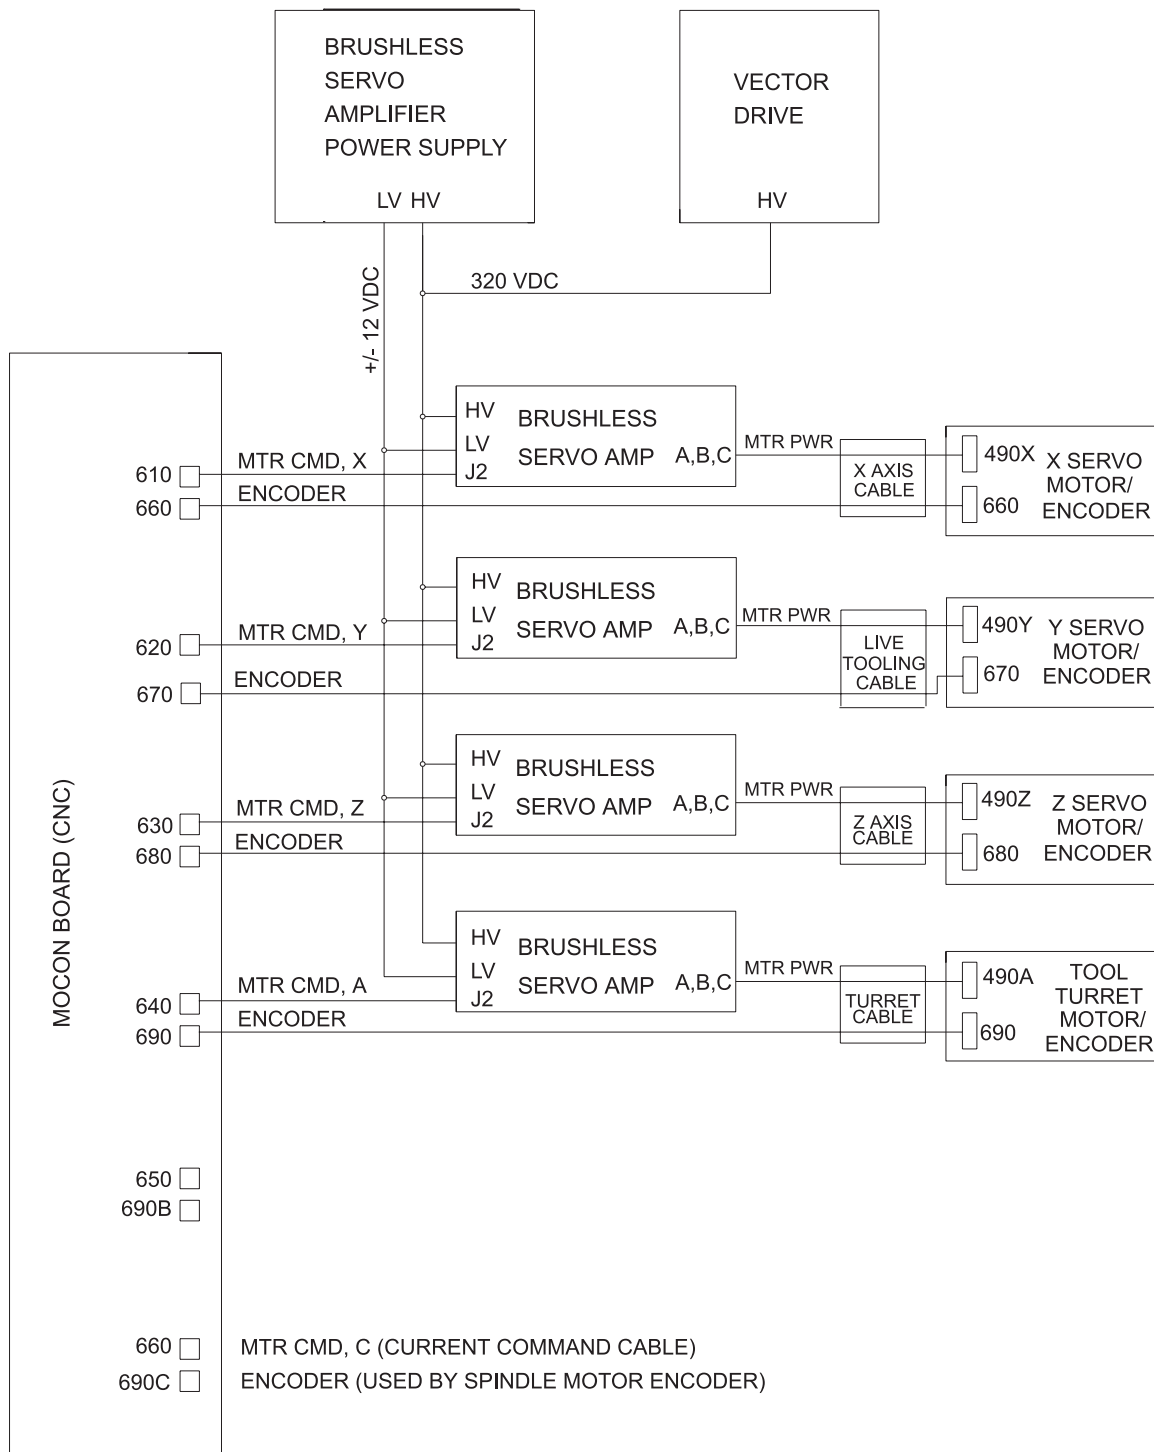 BRUSHLESS
SERVO
AMPLIFIER
POWER SUPPLY
LV HV
VECTOR
DRIVE
HV
+/- 12 VDC
320 VDC
MOCON BOARD (CNC)
610
MTR CMD, X
660
ENCODER
HV
LV
J2
BRUSHLESS
SERVO AMP
A,B,C
MTR PWR
X AXIS
CABLE
490X
660
X SERVO
MOTOR/
ENCODER
620
MTR CMD, Y
670
ENCODER
HV
LV
J2
BRUSHLESS
SERVO AMP
A,B,C
MTR PWR
LIVE
TOOLING
CABLE
490Y
670
Y SERVO
MOTOR/
ENCODER
630
MTR CMD, Z
680
ENCODER
HV
LV
J2
BRUSHLESS
SERVO AMP
A,B,C
MTR PWR
Z AXIS
CABLE
490Z
680
Z SERVO
MOTOR/
ENCODER
640
MTR CMD, A
690
ENCODER
HV
LV
J2
BRUSHLESS
SERVO AMP
A,B,C
MTR PWR
TURRET
CABLE
490A
690
TOOL
TURRET
MOTOR/
ENCODER
650
690B
660
MTR CMD, C (CURRENT COMMAND CABLE)
690C
ENCODER (USED BY SPINDLE MOTOR ENCODER)